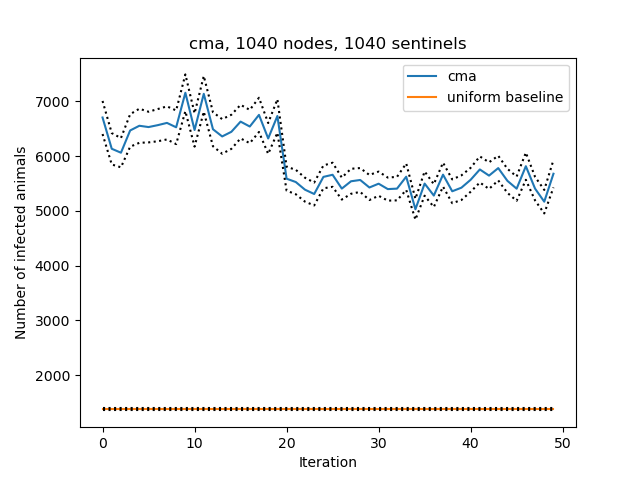 cma, 1040 nodes, 1040 sentinels
cma
uniform baseline
Number of infected animals
7000
6000
5000
4000
3000
2000
0
10
20
30
40
50
Iteration